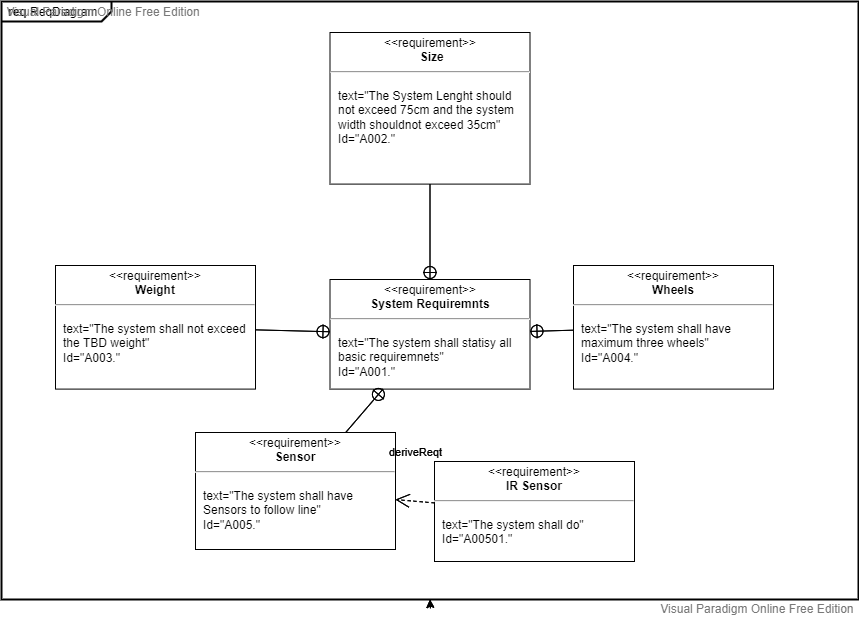 req ReqDiagram
Visual Paradigm Online Free Edition
<<requirement>>
Size
text="The System Lenght should
not exceed 75cm and the system
width shouldnot exceed 35cm"
Id="A002."
<<requirement>>
Weight
text="The system shall not exceed
the TBD weight"
Id="A003."
<<requirement>>
System Requiremnts
text="The system shall statisy all
basic requiremnets"
Id="A001."
<<requirement>>
Wheels
text="The system shall have
maximum three wheels"
Id="A004."
<<requirement>>
Sensor
text="The system shall have
Sensors to follow line"
Id="A005."
deriveReqt
<<requirement>>
IR Sensor
text="The system shall do"
Id="A00501."
Visual Paradigm Online Free Edition